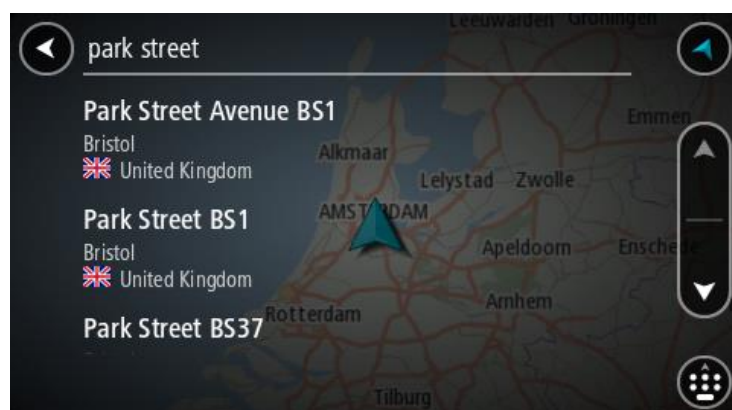 Leeuwarden Groningen
park street
Park Street Avenue BS1
Bristol
United Kingdom
Emmen
Alkmaar
Lelystad Zwolle
Park Street BS1
AMSTERDAM
Bristol
Apeldoorn
Enschede
United Kingdom
Arnhem
Rotterdam
Park Street BS37
Tilburg